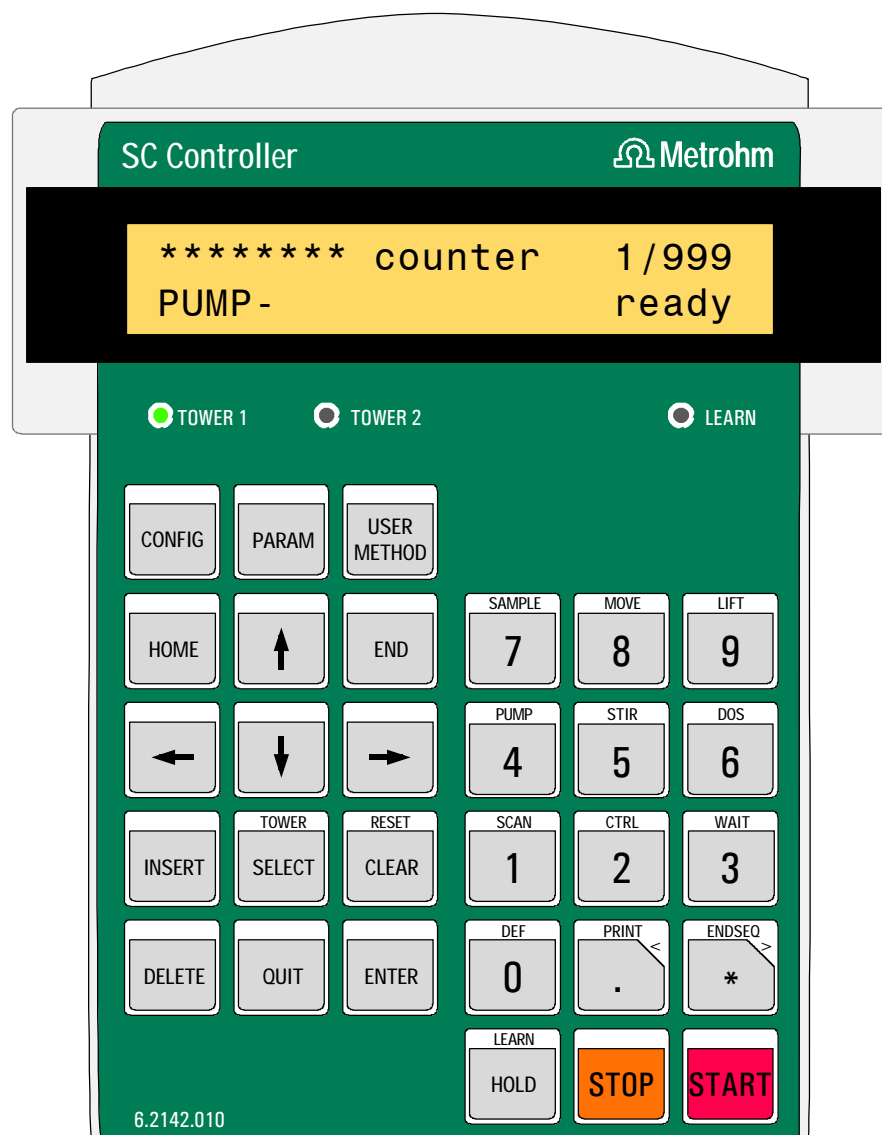 SC Controller Metrohm
******** counter 1/999
PUMP- ready
TOWER 1 TOWER 2 LEARN
CONFIG PARAM USER METHOD
SAMPLE MOVE LIFT
HOME END 7 8 9
PUMP STIR DOS
4 5 6
TOWER RESET SCAN CTRL WAIT
INSERT SELECT CLEAR 1 2 3
DEF PRINT < ENDSEQ >
DELETE QUIT ENTER 0 . *
LEARN
HOLD STOP START
6.2142.010